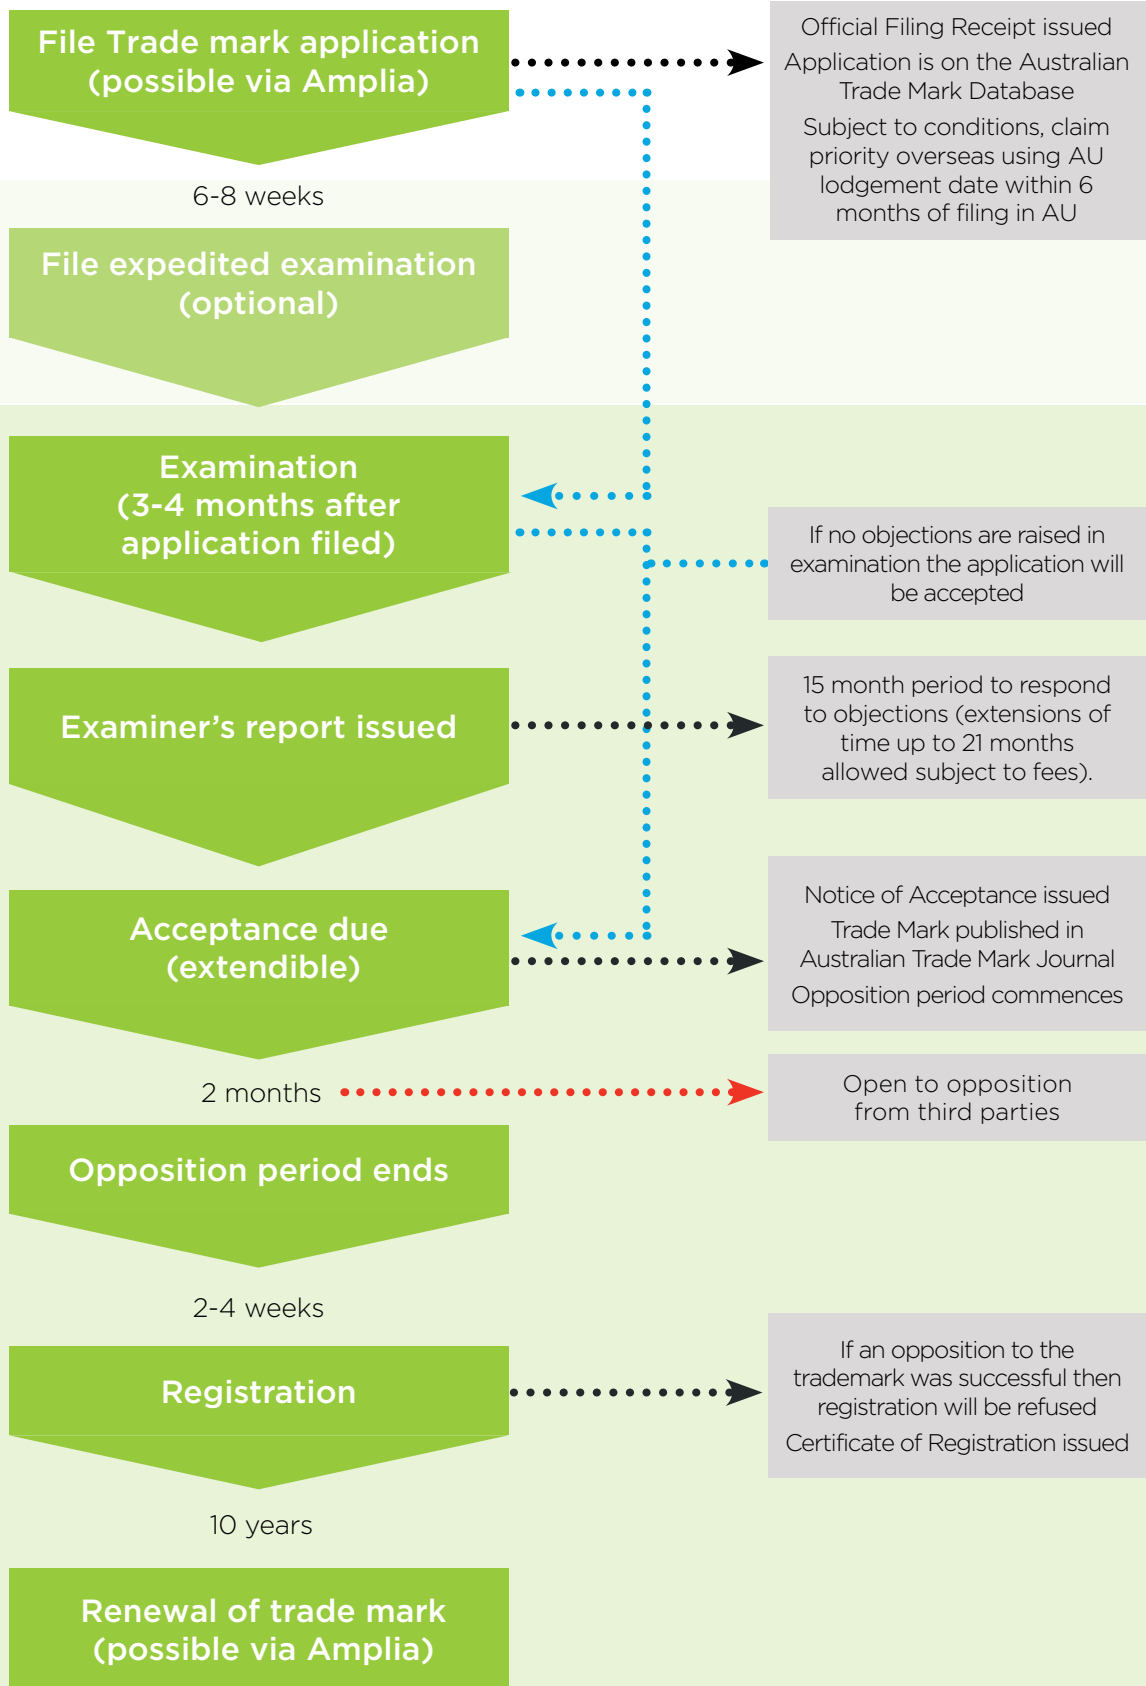 File Trade mark application
(possible via Amplia)
Official Filing Receipt issued
Application is on the Australian
Trade Mark Database
Subject to conditions, claim
priority overseas using AU
lodgement date within 6
months of filing in AU
6-8 weeks
File expedited examination
(optional)
Examination
(3-4 months after
application filed)
If no objections are raised in
examination the application will
be accepted
Examiner’s report issued
15 month period to respond
to objections (extensions of
time up to 21 months
allowed subject to fees).
Acceptance due
(extendible)
Notice of Acceptance issued
Trade Mark published in
Australian Trade Mark Journal
Opposition period commences
2 months
Open to opposition
from third parties
Opposition period ends
2-4 weeks
Registration
If an opposition to the
trademark was successful then
registration will be refused
Certificate of Registration issued
10 years
Renewal of trade mark
(possible via Amplia)